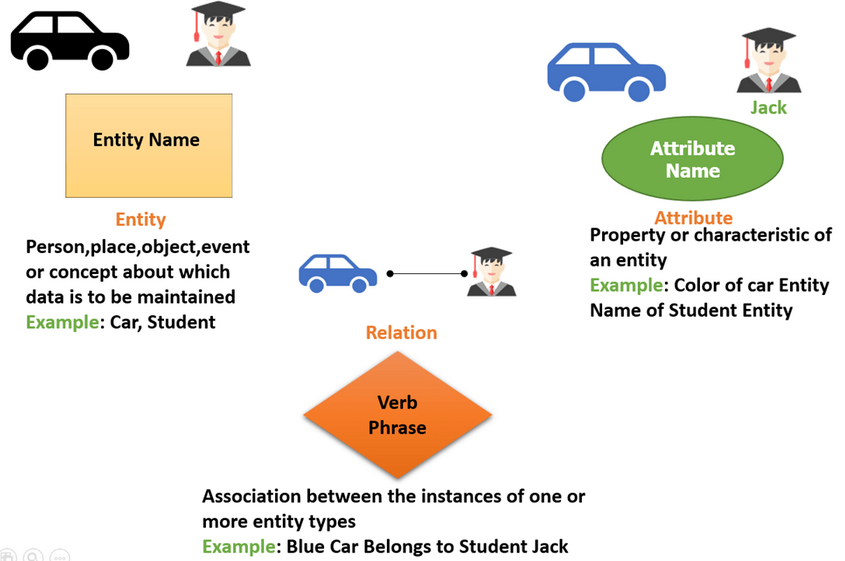 Entity Name
Entity
Person,place,object,event
or concept about which
data is to be maintained
Example: Car, Student
Jack
Attribute
Name
Attribute
Property or characteristic of
an entity
Example: Color of car Entity
Name of Student Entity
Relation
Verb
Phrase
Association between the instances of one or
more entity types
Example: Blue Car Belongs to Student Jack